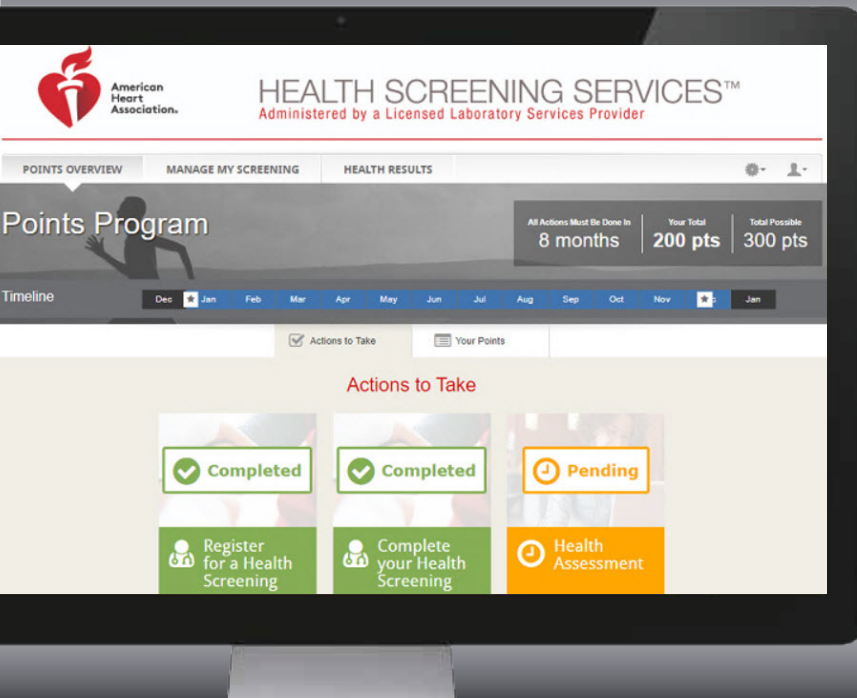 American
Heart
Association.
HEALTH SCREENING SERVICES™
Administered by a Licensed Laboratory Services Provider
POINTS OVERVIEW MANAGE MY SCREENING HEALTH RESULTS
Points Program
All Actions Must Be Done In Your Total Total Possible
8 months 200 pts 300 pts
Timeline Dec Jan Feb Mar Apr May Jun Jul Aug Sep Oct Nov Jan
Actions to Take Your Points
Actions to Take
Completed Completed Pending
Register
for a Health
Screening
Complete
your Health
Screening
Health
Assessment